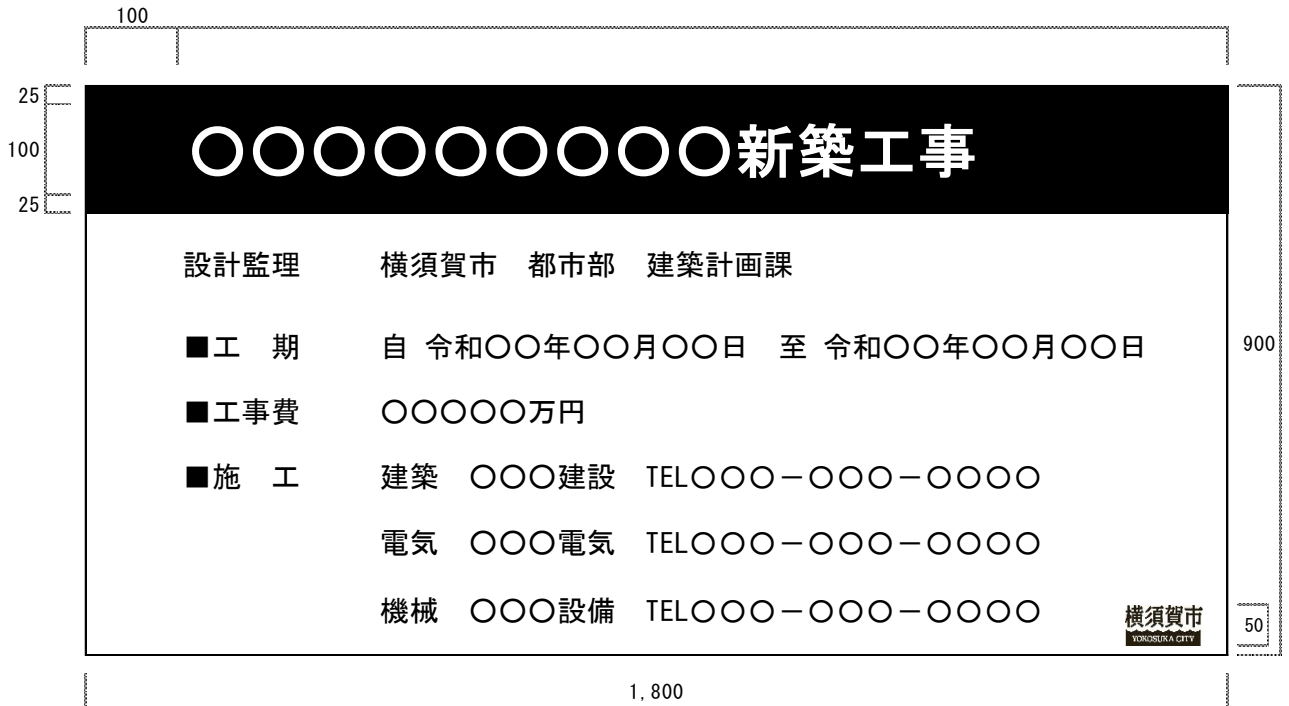 100
25
100
25
○○○○○○○○○新築工事
設計監理　横須賀市　都市部　建築計画課
■工　期　自 令和○○年○○月○○日　至 令和○○年○○月○○日
900
■工事費　○○○○○万円
■施　工　建築　○○○建設　TEL○○○－○○○－○○○○
電気　○○○電気　TEL○○○－○○○－○○○○
機械　○○○設備　TEL○○○－○○○－○○○○
横須賀市
YOKOSUKA CITY
50
1,800